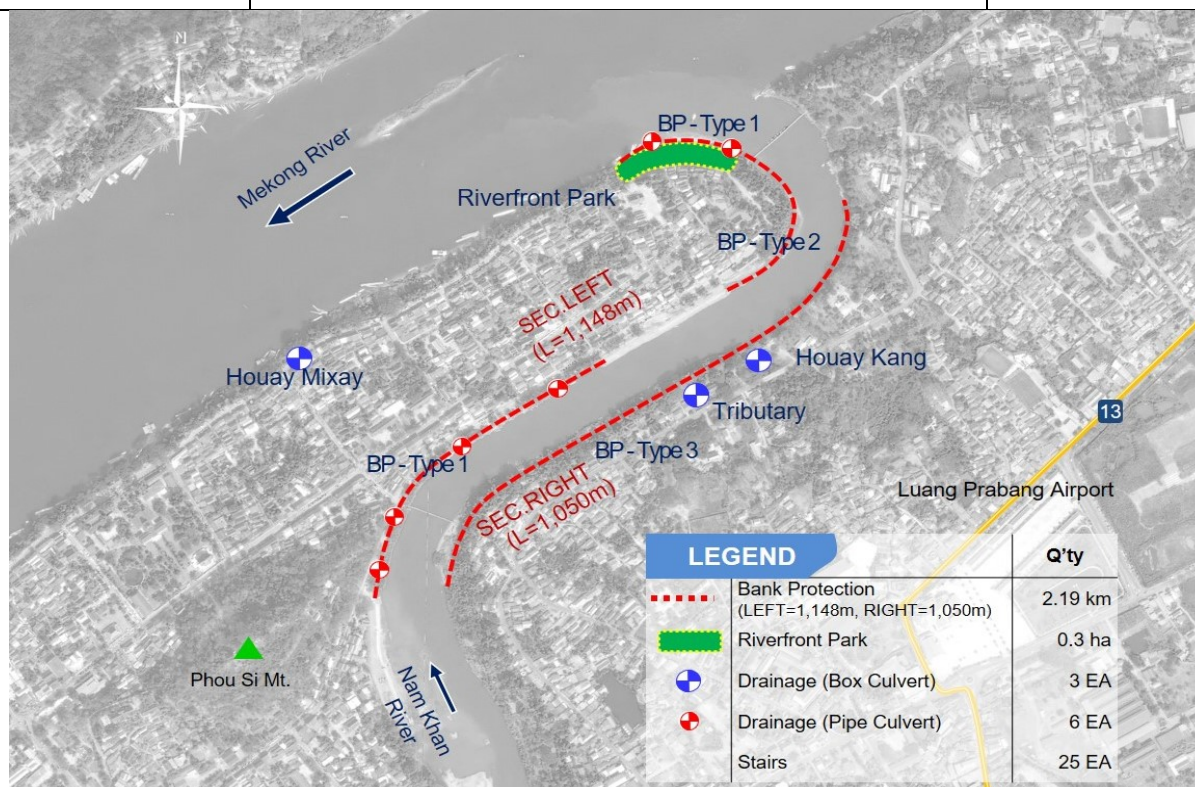 N
BP - Type 1
Mekong River
Riverfront Park
BP - Type 2
SEC.LEFT
(L=1,148m)
Houay Mixay
Houay Kang
Tributary
13
BP - Type 1
BP - Type 3
SEC.RIGHT
(L=1,050m)
Luang Prabang Airport
Phou Si Mt.
Nam Khan
River
LEGEND Q'ty
Bank Protection
(LEFT=1,148m, RIGHT=1,050m) 2.19 km
Riverfront Park 0.3 ha
Drainage (Box Culvert) 3 EA
Drainage (Pipe Culvert) 6 EA
Stairs 25 EA